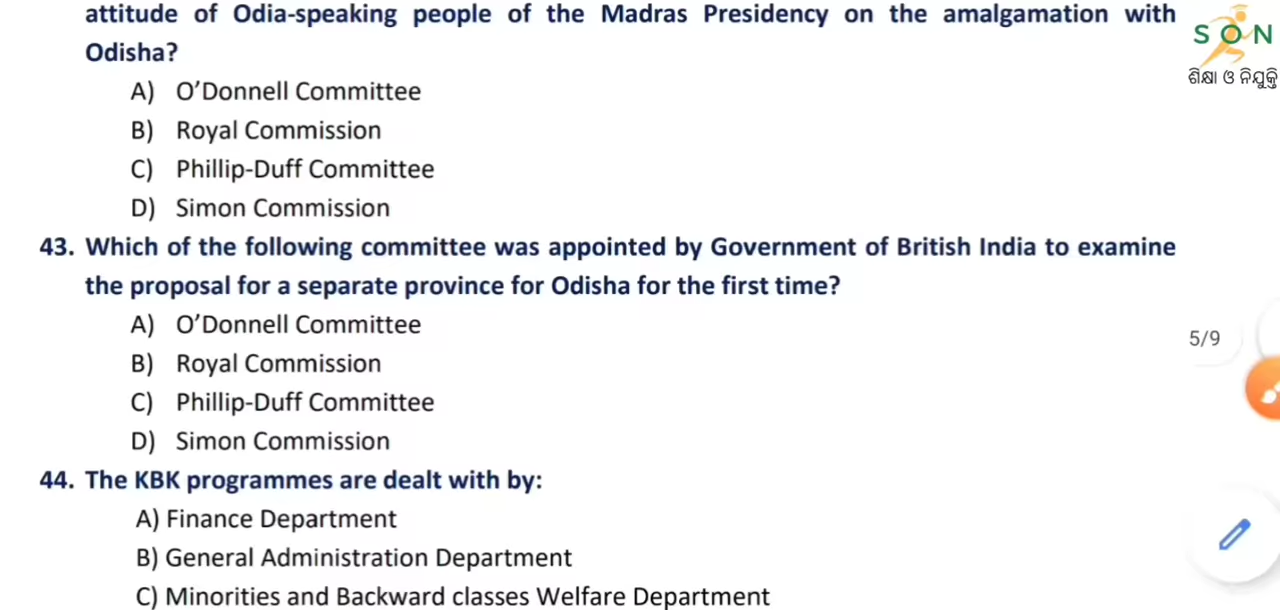 attitude of Odia-speaking people of the Madras Presidency on the amalgamation with
Odisha?
A) O’Donnell Committee
B) Royal Commission
C) Phillip-Duff Committee
D) Simon Commission
43. Which of the following committee was appointed by Government of British India to examine
the proposal for a separate province for Odisha for the first time?
A) O’Donnell Committee
B) Royal Commission
C) Phillip-Duff Committee
D) Simon Commission
44. The KBK programmes are dealt with by:
A) Finance Department
B) General Administration Department
C) Minorities and Backward classes Welfare Department
SON
ଶିକ୍ଷା ଓ ନିଯୁକ୍ତି
5/9